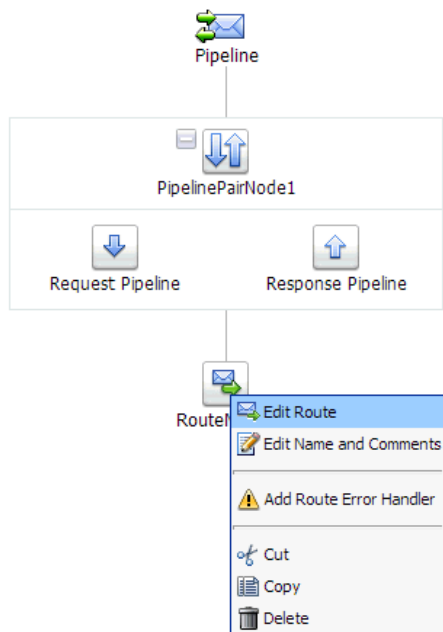 Pipeline
PipelinePairNode1
Request Pipeline
Response Pipeline
Edit Route
Edit Name and Comments
Add Route Error Handler
Cut
Copy
Delete